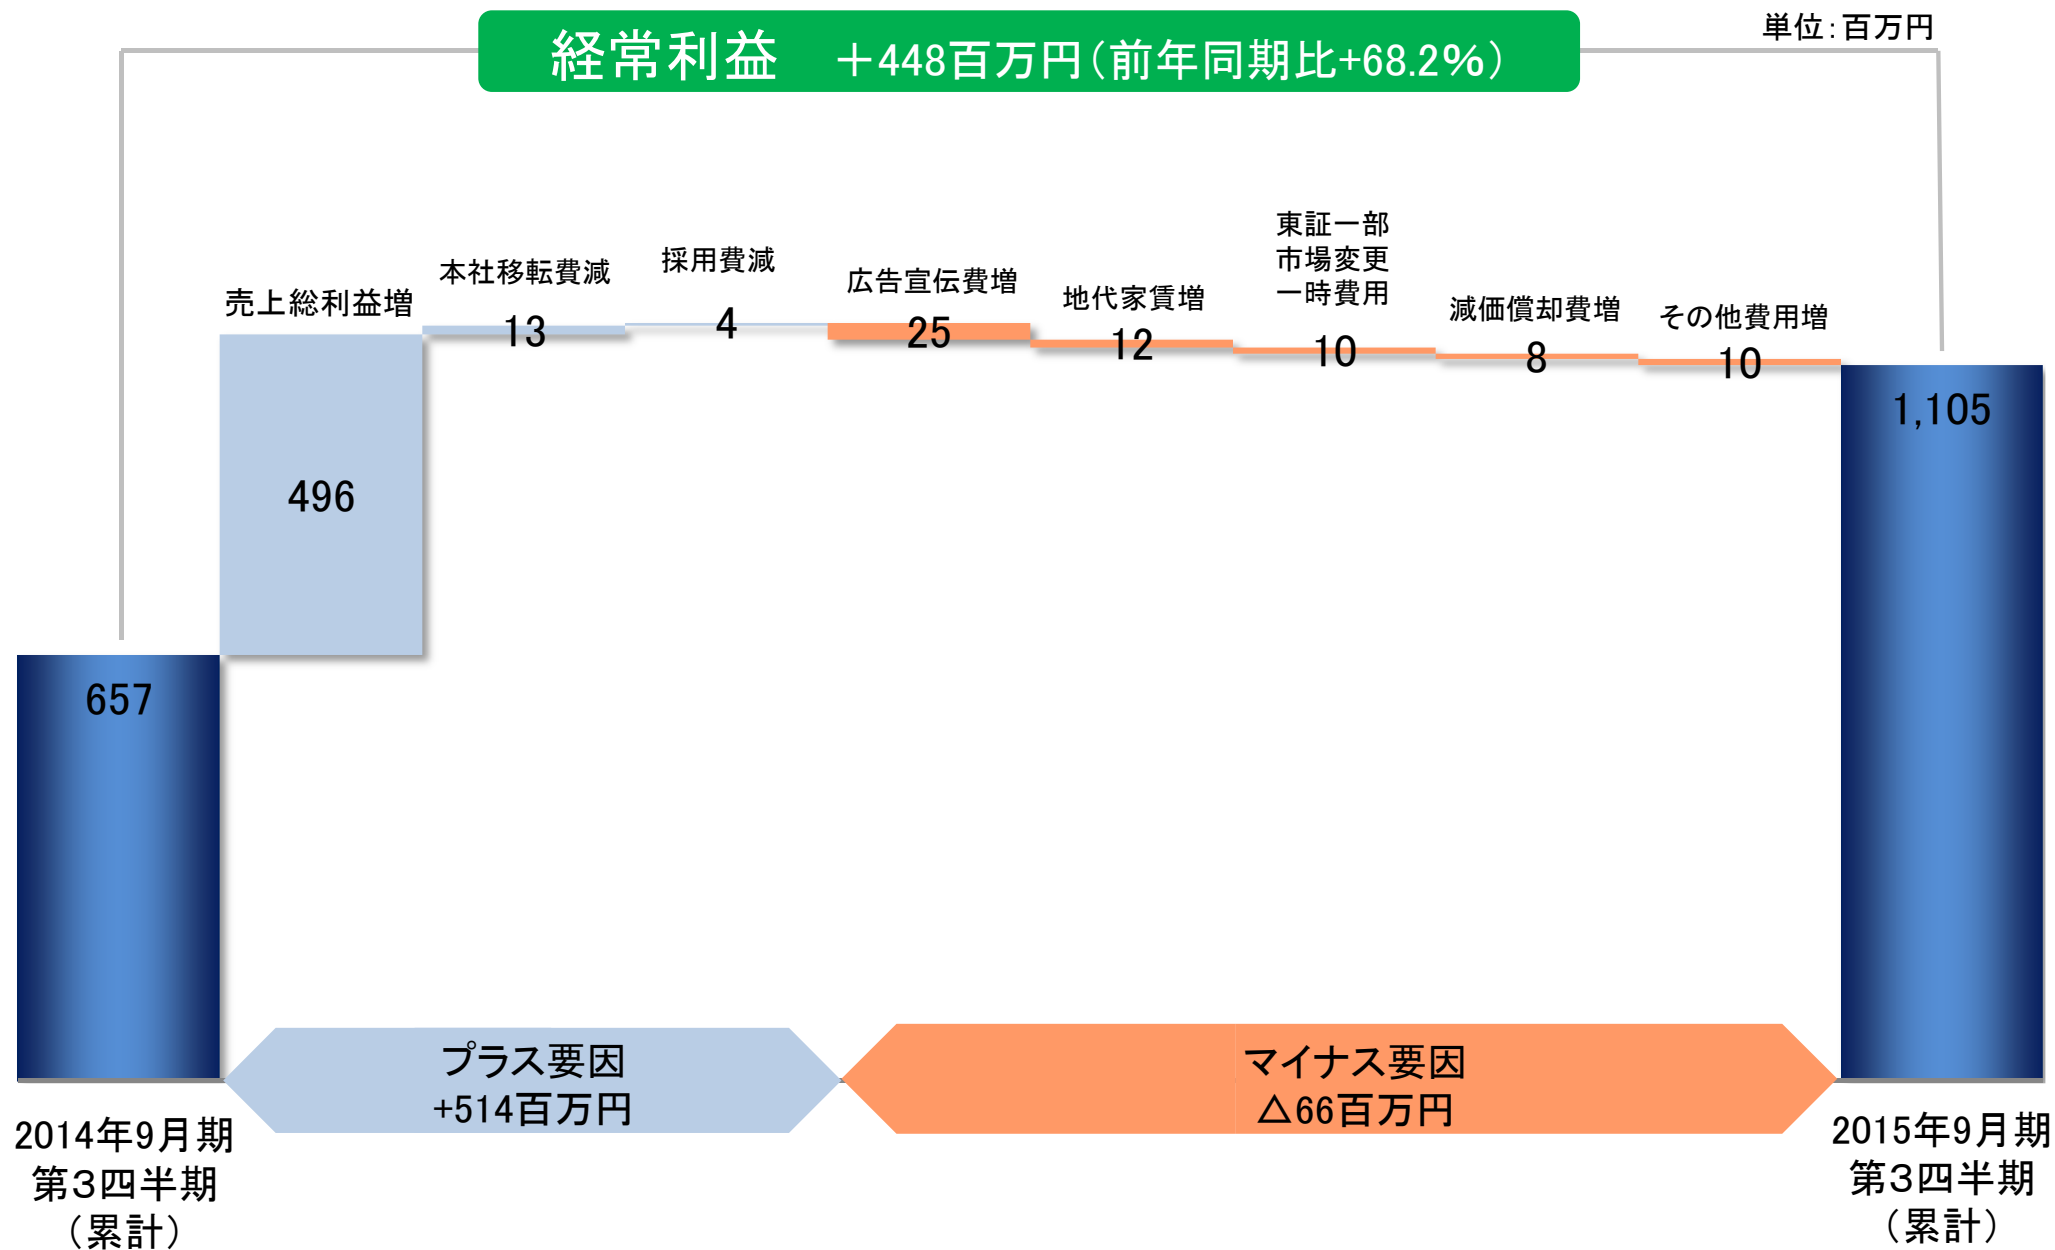 単位：百万円
経常利益　＋448百万円（前年同期比+68.2％）
売上総利益増
496
本社移転費減
13
採用費減
4
広告宣伝費増
25
地代家賃増
12
東証一部
市場変更
一時費用
10
減価償却費増
8
その他費用増
10
657
1,105
プラス要因
+514百万円
マイナス要因
△66百万円
2014年9月期
第３四半期
（累計）
2015年9月期
第３四半期
（累計）